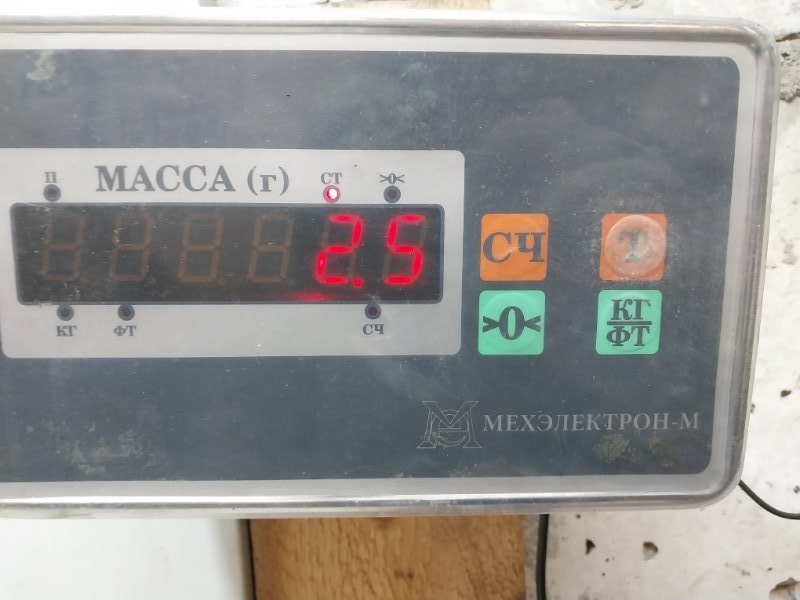 П МАССА (г) СТ >0<
2.5
КГ ФТ СЧ
СЧ Т
>0< КГ
ФТ
МЕХЭЛЕКТРОН-М